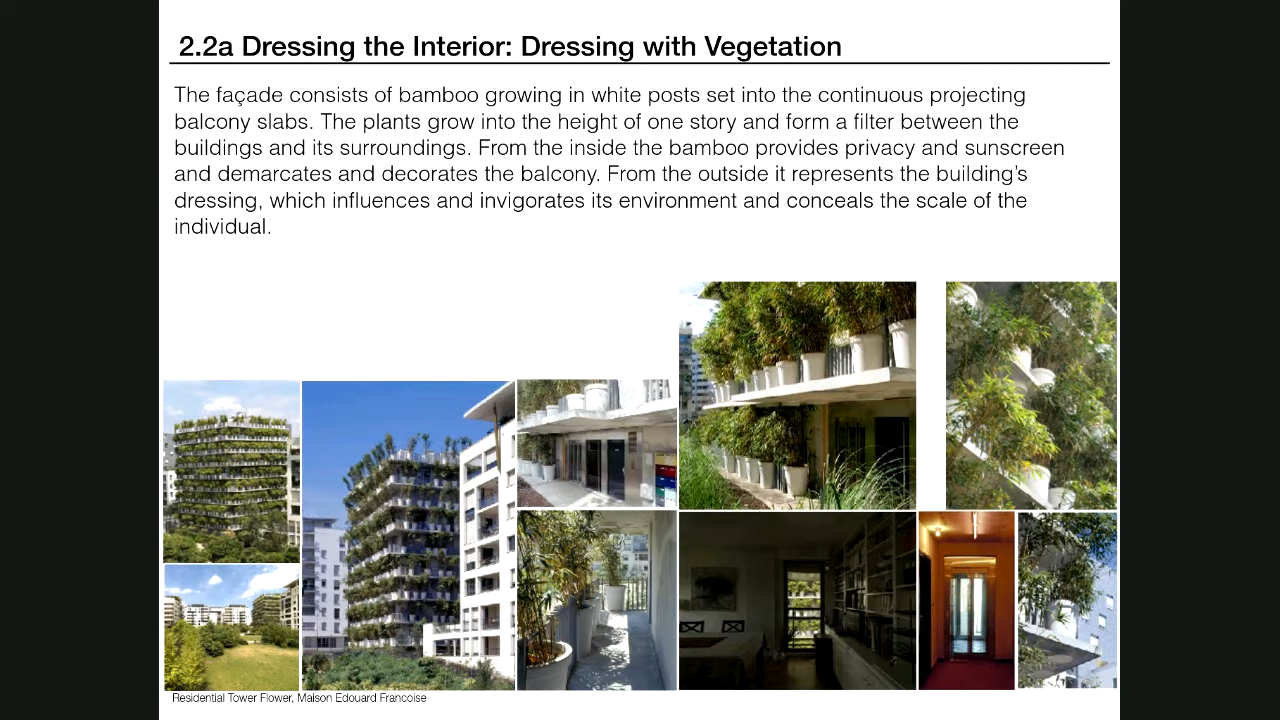 2.2a Dressing the Interior: Dressing with Vegetation
The façade consists of bamboo growing in white posts set into the continuous projecting
balcony slabs. The plants grow into the height of one story and form a filter between the
buildings and its surroundings. From the inside the bamboo provides privacy and sunscreen
and demarcates and decorates the balcony. From the outside it represents the building's
dressing, which influences and invigorates its environment and conceals the scale of the
individual.
Residential Tower Flower, Maison Edouard Francoise